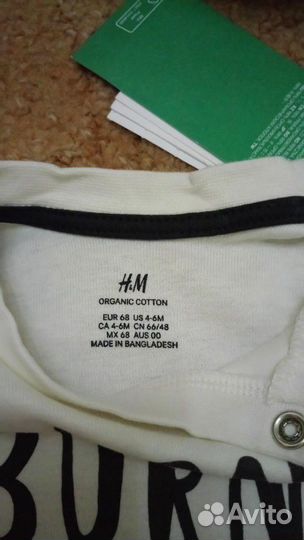 H&M
ORGANIC COTTON
EUR 68 US 4-6M
CA 4-6M CN 66/48
MX 68 AUS 00
MADE IN BANGLADESH
BURN
Avito